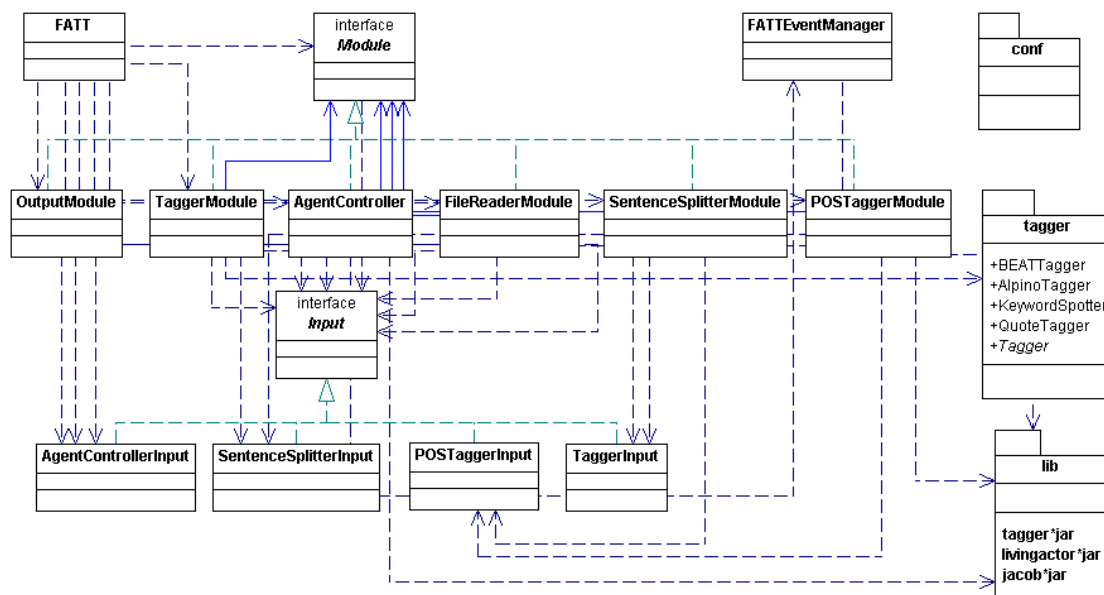 FATT
interface
Module
FATTEventManager
conf
OutputModule
TaggerModule
AgentController
FileReaderModule
SentenceSplitterModule
POSTaggerModule
tagger
+BEATTagger
+AlpinoTagger
+KeywordSpotter
+QuoteTagger
+Tagger
interface
Input
AgentControllerInput
SentenceSplitterInput
POSTaggerInput
TaggerInput
lib
tagger*jar
livingactor*jar
jacob*jar